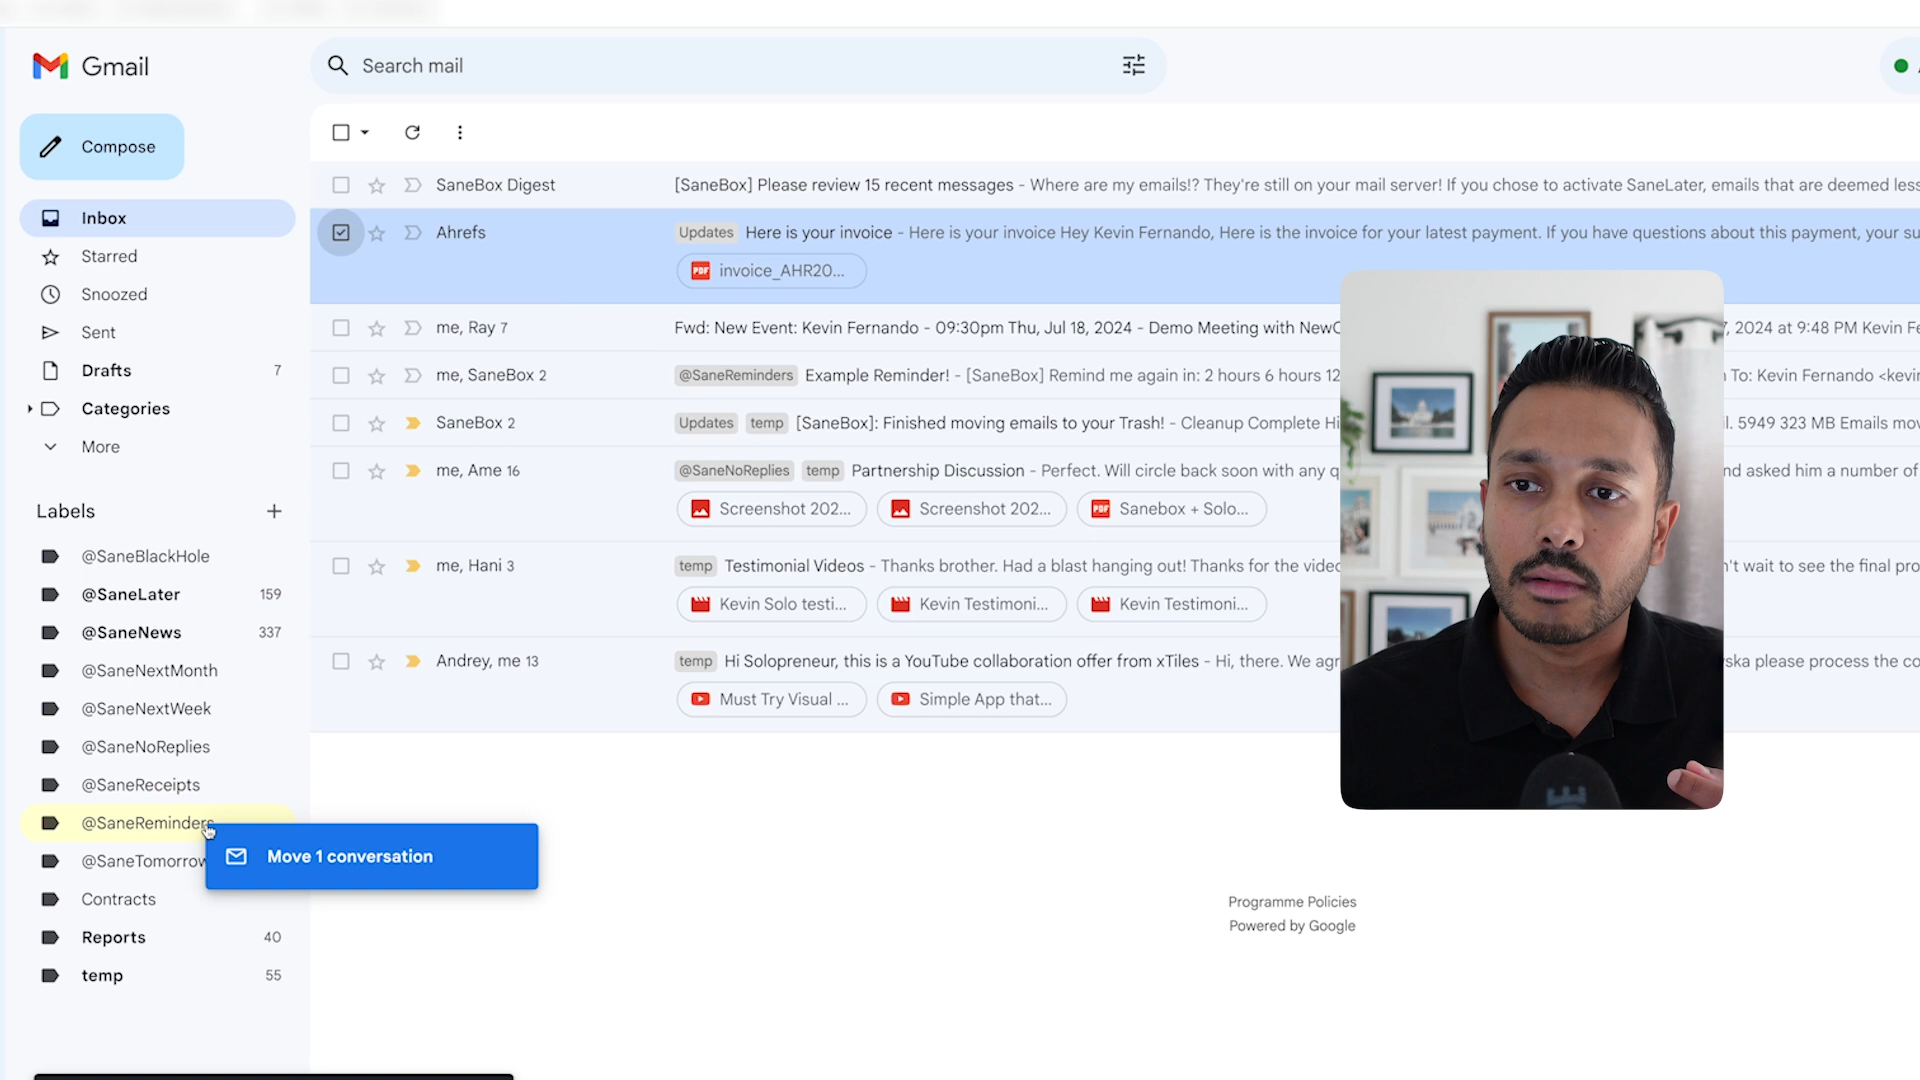 Gmail
Search mail
Compose
Inbox
Starred
Snoozed
Sent
Drafts 7
Categories
More
Labels
@SaneBlackHole
@SaneLater 159
@SaneNews 337
@SaneNextMonth
@SaneNextWeek
@SaneNoReplies
@SaneReceipts
@SaneReminders
@SaneTomorrow
Contracts
Reports 40
temp 55
Move 1 conversation
SaneBox Digest [SaneBox] Please review 15 recent messages - Where are my emails!? They're still on your mail server! If you chose to activate SaneLater, emails that are deemed less
Ahrefs Updates Here is your invoice - Here is your invoice Hey Kevin Fernando, Here is the invoice for your latest payment. If you have questions about this payment, your su
PDF invoice_AHR20...
me, Ray 7 Fwd: New Event: Kevin Fernando - 09:30pm Thu, Jul 18, 2024 - Demo Meeting with NewC , 2024 at 9:48 PM Kevin Fe
me, SaneBox 2 @SaneReminders Example Reminder! - [SaneBox] Remind me again in: 2 hours 6 hours 12 To: Kevin Fernando <kevin
SaneBox 2 Updates temp [SaneBox]: Finished moving emails to your Trash! - Cleanup Complete Hi l. 5949 323 MB Emails mov
me, Ame 16 @SaneNoReplies temp Partnership Discussion - Perfect. Will circle back soon with any q nd asked him a number of
Screenshot 202... Screenshot 202... PDF Sanebox + Solo...
me, Hani 3 temp Testimonial Videos - Thanks brother. Had a blast hanging out! Thanks for the video n't wait to see the final pro
Kevin Solo testi... Kevin Testimoni... Kevin Testimoni...
Andrey, me 13 temp Hi Solopreneur, this is a YouTube collaboration offer from xTiles - Hi, there. We agr ska please process the co
Must Try Visual ... Simple App that...
Programme Policies
Powered by Google